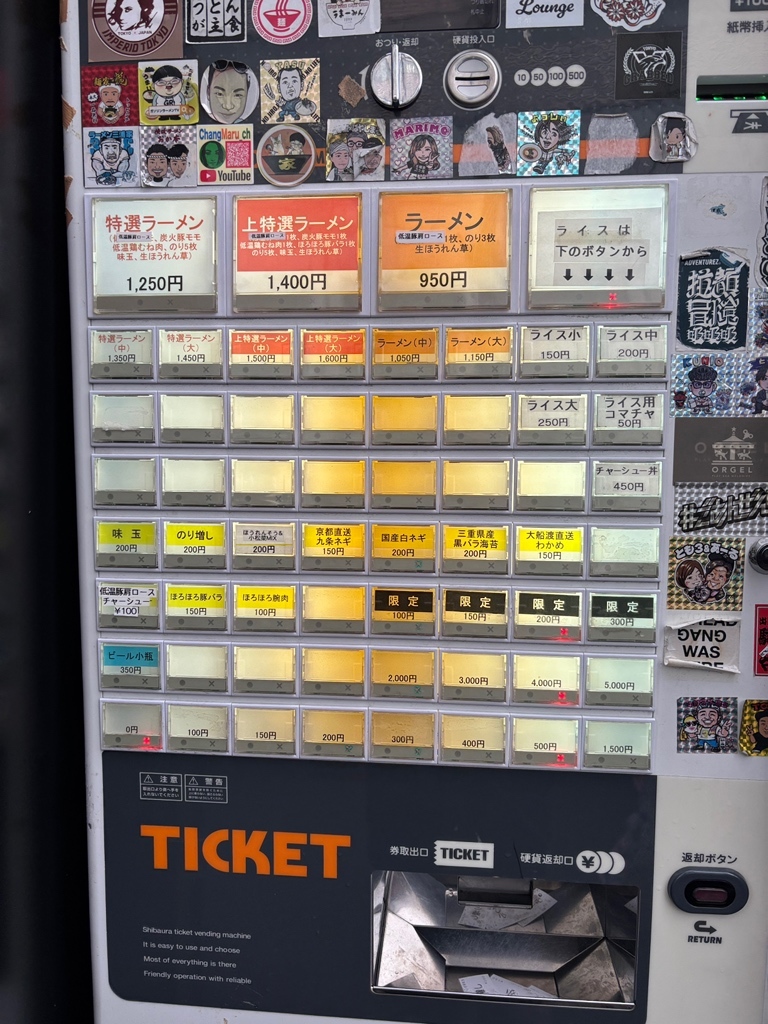 IMPERIO TOKYO
Lounge
おつり・返却
硬貨投入口
10 50 100 500
紙幣挿入
ChangMaru ch
YouTube
MARIMO
特選ラーメン
低温豚肩ロース
、炭火豚モモ
低温鶏むね肉、のり5枚
味玉、生ほうれん草)
1,250円
上特選ラーメン
低温豚肩ロース
1枚、炭火豚モモ1枚
低温鶏むね肉1枚、ほろほろ豚バラ1枚
のり5枚、味玉、生ほうれん草)
1,400円
ラーメン
低温豚肩ロース
1枚、のり3枚
生ほうれん草)
950円
ライスは
下のボタンから
↓↓↓↓
特選ラーメン
(中)
1,350円
特選ラーメン
(大)
1,450円
上特選ラーメン
(中)
1,500円
上特選ラーメン
(大)
1,600円
ラーメン(中)
1,050円
ラーメン(大)
1,150円
ライス小
150円
ライス中
200円
ライス大
250円
ライス用
コマチャ
50円
チャーシュー丼
450円
味玉
200円
のり増し
200円
ほうれんそう&
小松菜MIX
200円
京都直送
九条ネギ
150円
国産白ネギ
200円
三重県産
黒バラ海苔
200円
大船渡直送
わかめ
150円
低温豚肩ロース
チャーシュー
¥100
ほろほろ豚バラ
150円
ほろほろ腕肉
100円
限定
100円
限定
150円
限定
200円
限定
300円
ビール小瓶
350円
2,000円
3,000円
4,000円
5,000円
0円
100円
150円
200円
300円
400円
500円
1,500円
ADVENTUREZ.
ORGEL
GANG
WAS
注意
警告
TICKET
券取出口
TICKET
硬貨返却口
¥
返却ボタン
RETURN
Shibaura ticket vending machine
It is easy to use and choose
Most of everything is there
Friendly operation with reliable